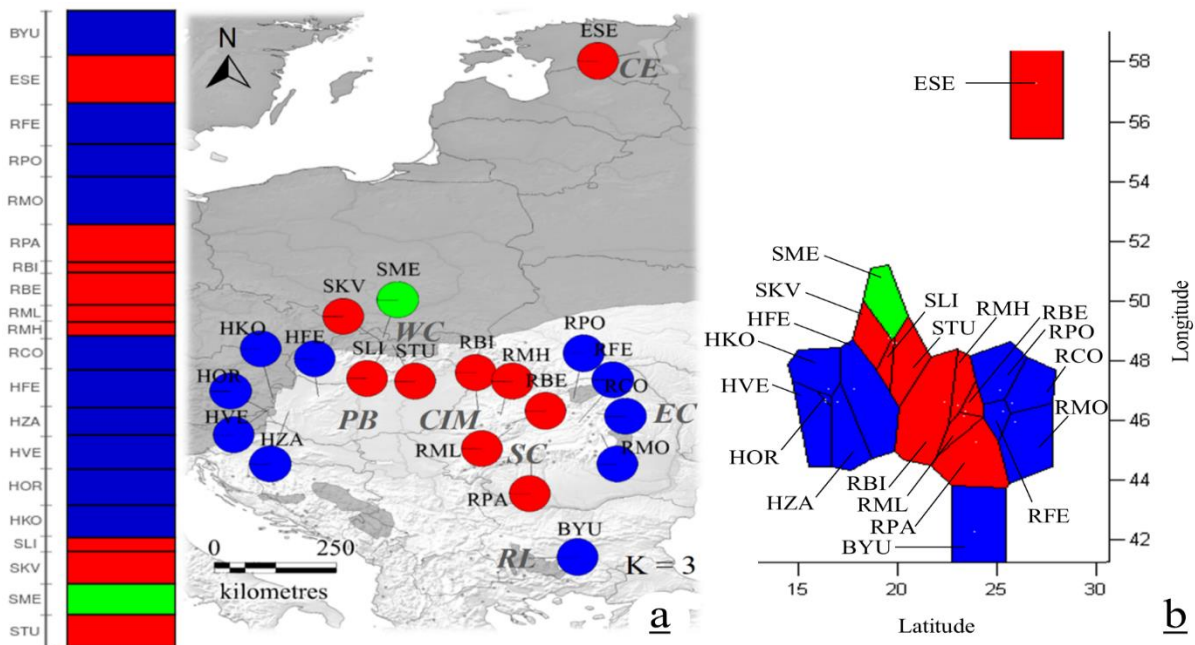 BYU
ESE
RFE
RPO
RMO
RPA
RBI
RBE
RML
RMH
RCO
HFE
HZA
HVE
HOR
HKO
SLI
SKV
SME
STU
N
ESE
CE
SME
SKV
WC
HKO
HFE
SLI
STU
RBI
RMH
RPO
RFE
RBE
RCO
HOR
HVE
HZA
PB
CIM
EC
RML
SC
RMO
RPA
BYU
RL
0 250
kilometres
K = 3
a
ESE
SME
SKV
HFE
HKO
HVE
HOR
HZA
SLI
STU
RMH
RBE
RPO
RCO
RMO
RFE
RBI
RML
RPA
BYU
58
56
54
52
50
48
46
44
42
Longitude
15 20 25 30
Latitude
b